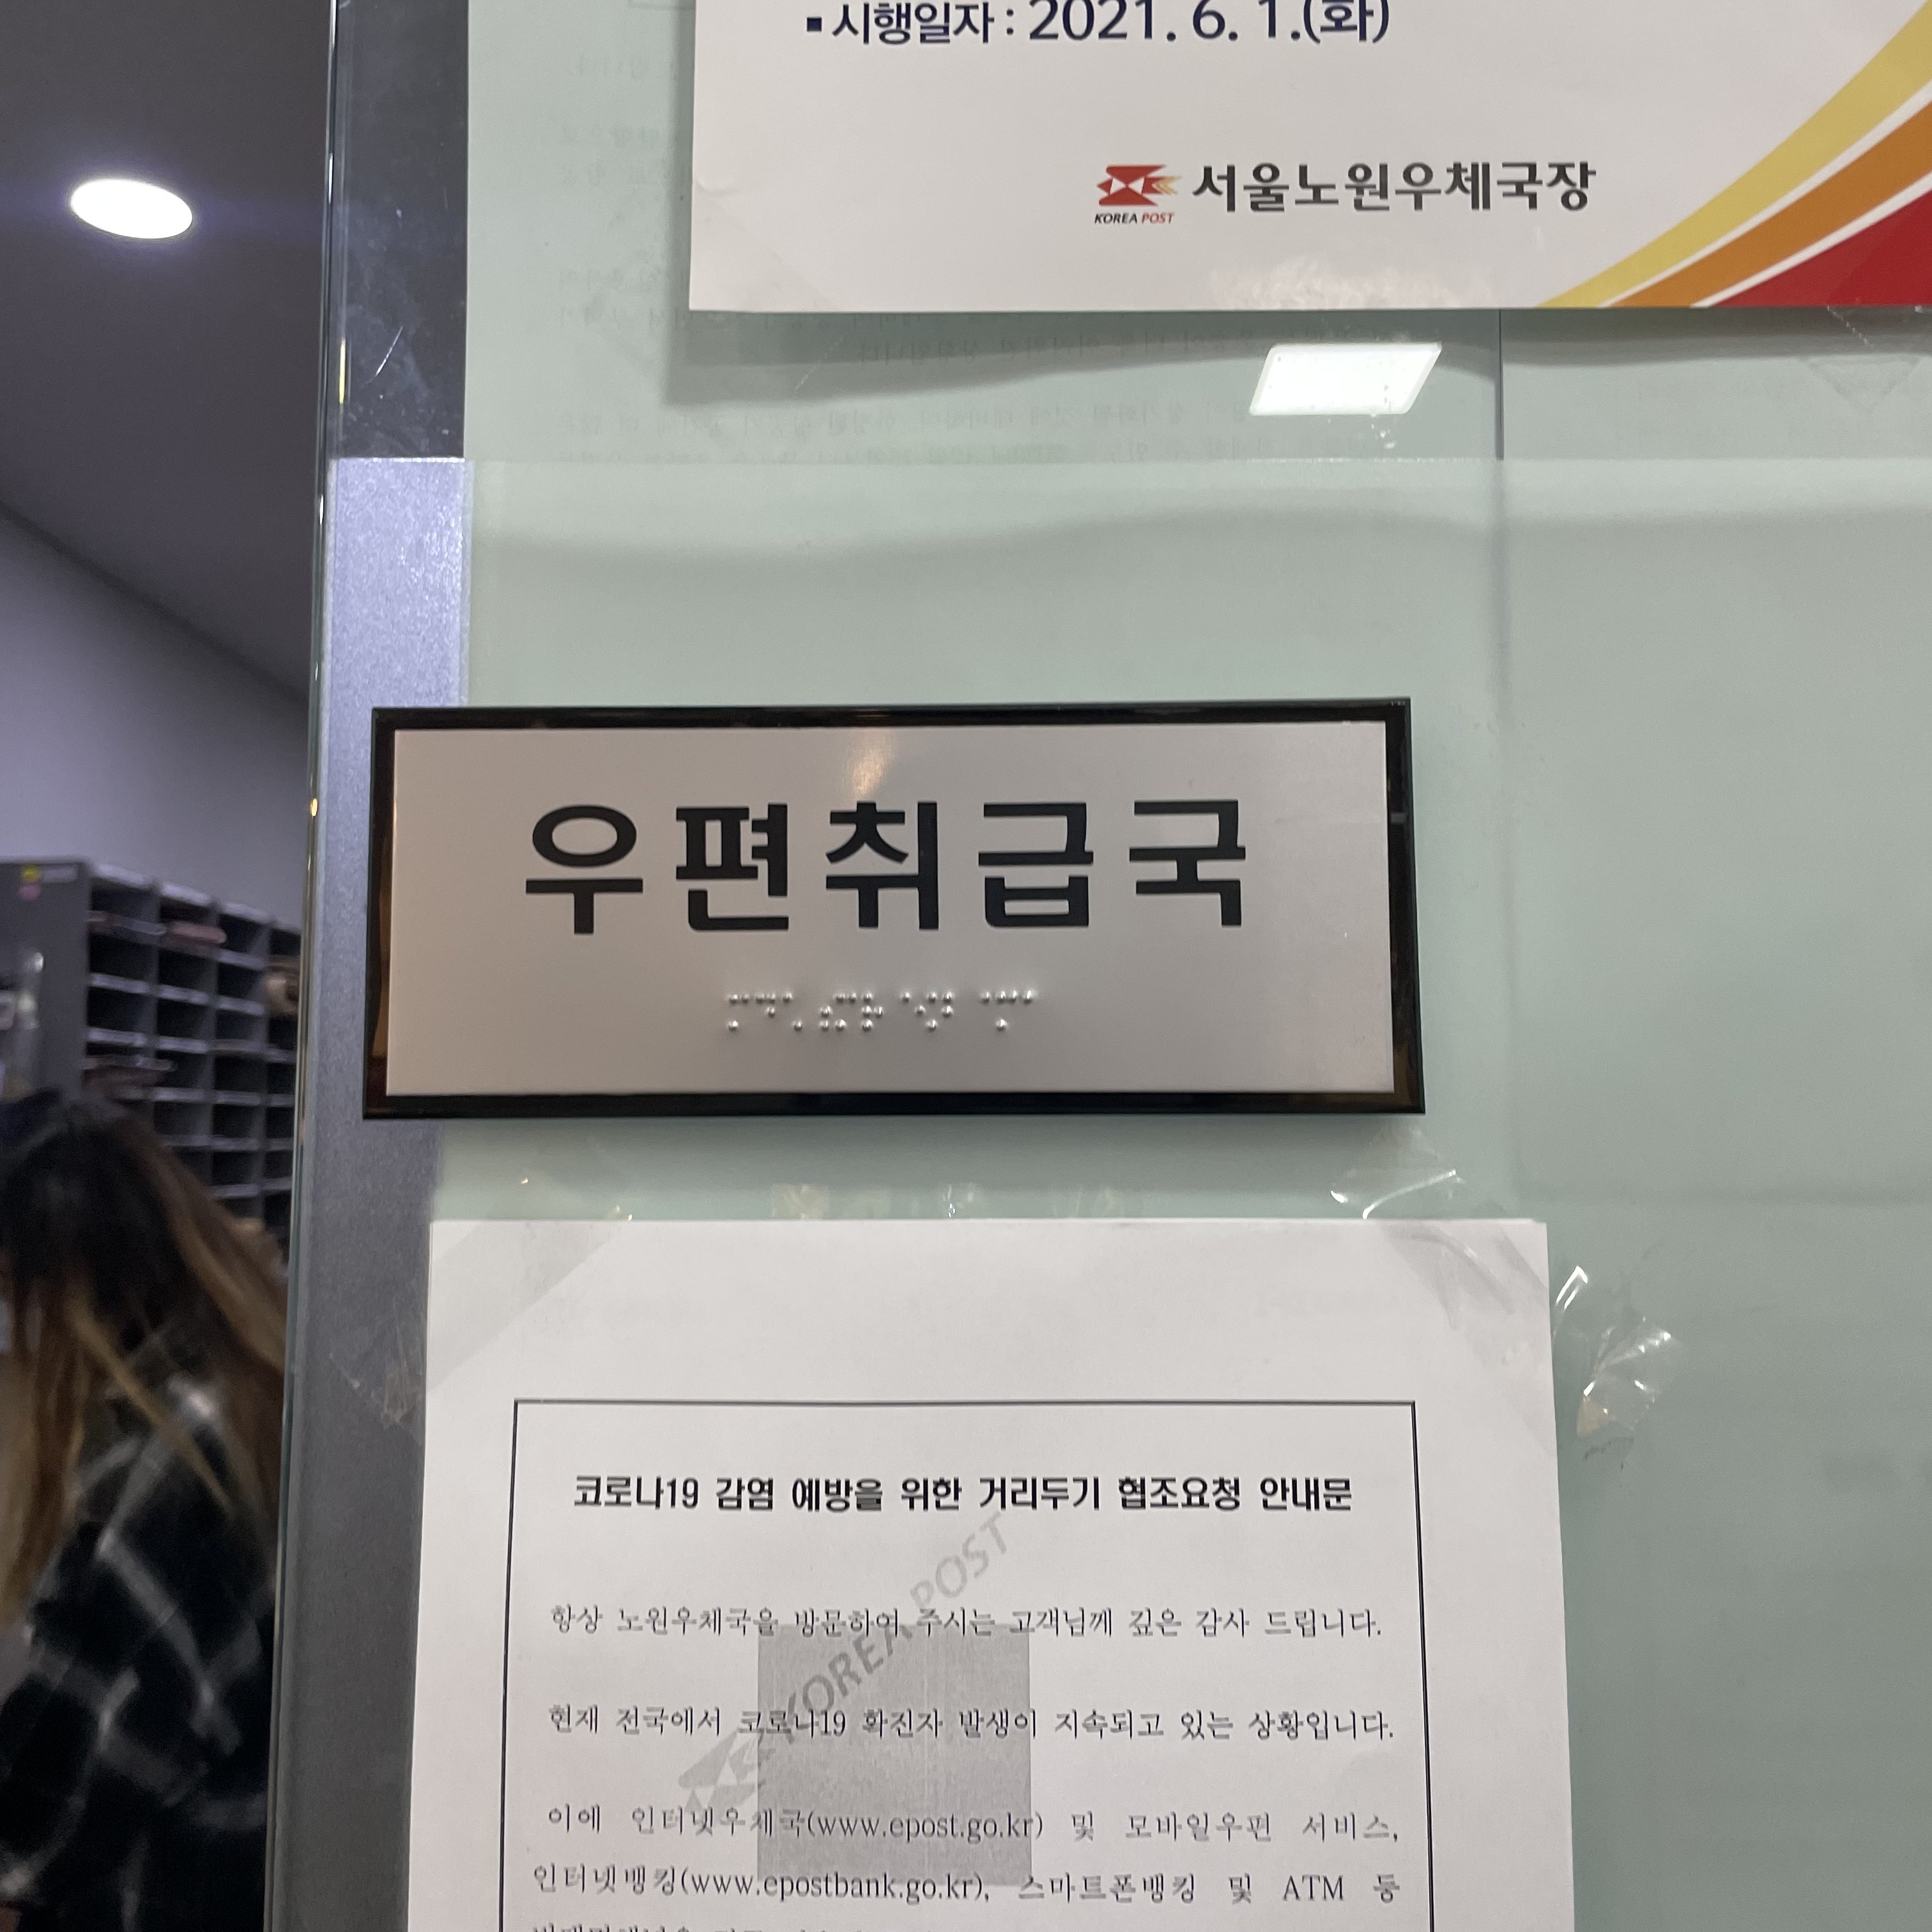 ▪ 시행일자 : 2021. 6. 1.(화)
KOREA POST 서울노원우체국장
우편취급국
코로나19 감염 예방을 위한 거리두기 협조요청 안내문
항상 노원우체국을 방문하여 주시는 고객님께 깊은 감사 드립니다.
현재 전국에서 코로나19 확진자 발생이 지속되고 있는 상황입니다.
이에 인터넷우체국(www.epost.go.kr) 및 모바일우편 서비스,
인터넷뱅킹(www.epostbank.go.kr), 스마트폰뱅킹 및 ATM 등
KOREA POST